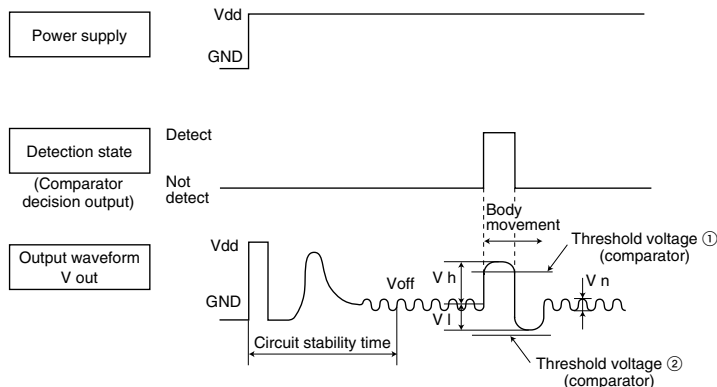 Power supply
Vdd
GND
Detection state
(Comparator
decision output)
Detect
Not
detect
Body
movement
Output waveform
V out
Vdd
GND
Voff
V h
V l
V n
Threshold voltage ①
(comparator)
Circuit stability time
Threshold voltage ②
(comparator)